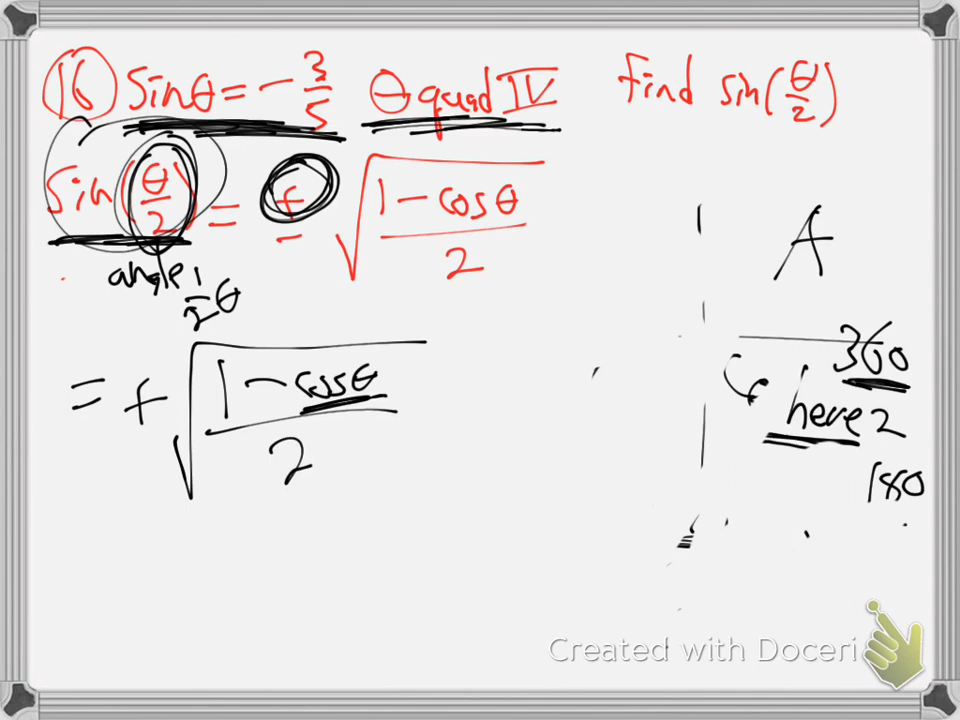 16 sinθ = -3/5 θ quad IV Find sin(θ/2)
sin(θ/2) = ± √((1 - cosθ)/2)
angle ½θ
A
= + √((1 - cosθ)/2)
360
here 2
180
Created with Doceri